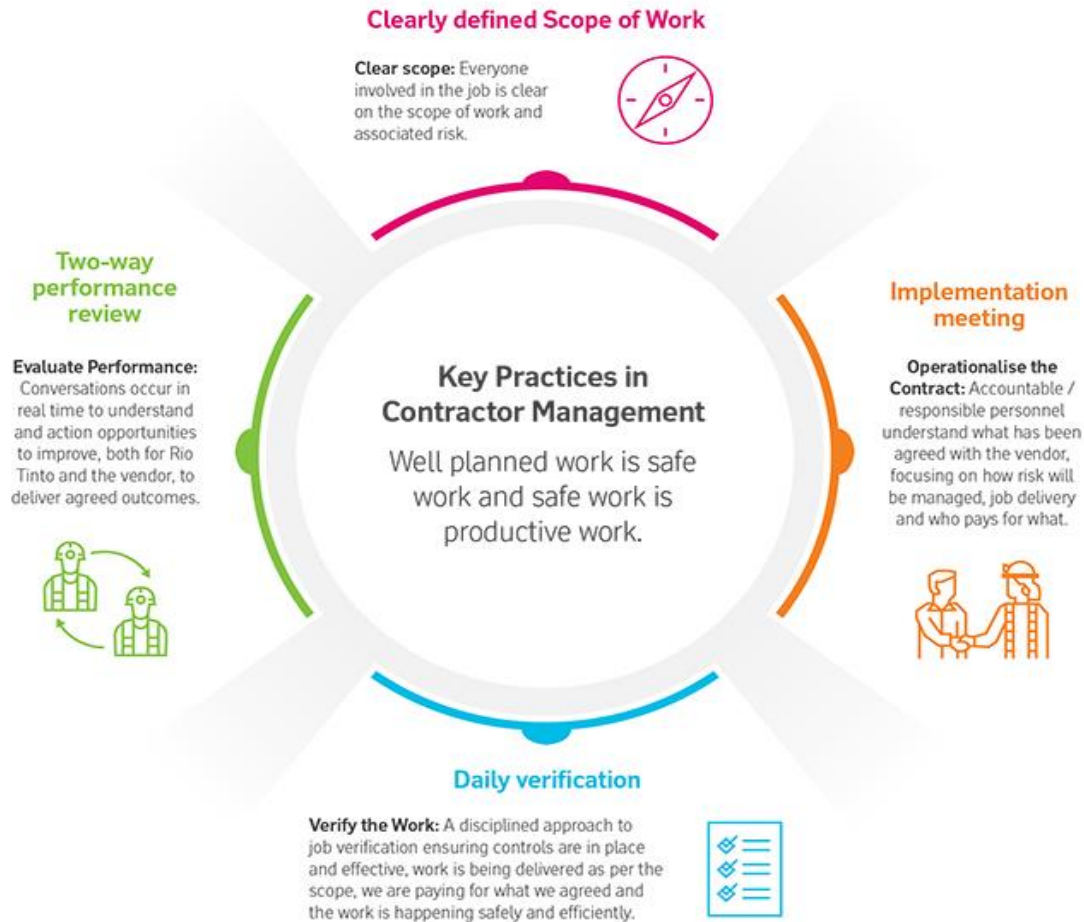 Clearly defined Scope of Work
Clear scope: Everyone
involved in the job is clear
on the scope of work and
associated risk.
Two-way
performance
review
Evaluate Performance:
Conversations occur in
real time to understand
and action opportunities
to improve, both for Rio
Tinto and the vendor, to
deliver agreed outcomes.
Key Practices in
Contractor Management
Well planned work is safe
work and safe work is
productive work.
Implementation
meeting
Operationalise the
Contract: Accountable /
responsible personnel
understand what has been
agreed with the vendor,
focusing on how risk will
be managed, job delivery
and who pays for what.
Daily verification
Verify the Work: A disciplined approach to
job verification ensuring controls are in place
and effective, work is being delivered as per the
scope, we are paying for what we agreed and
the work is happening safely and efficiently.